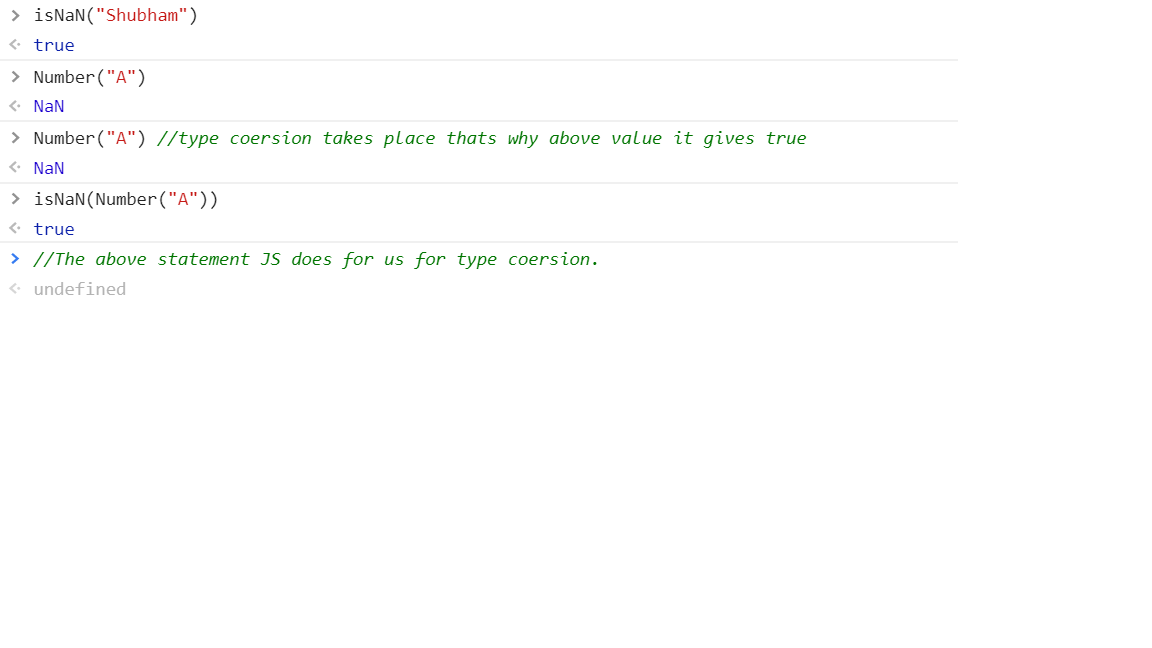 > isNaN("Shubham")
<· true
> Number("A")
<· NaN
> Number("A") //type coersion takes place thats why above value it gives true
<· NaN
> isNaN(Number("A"))
<· true
> //The above statement JS does for us for type coersion.
<· undefined